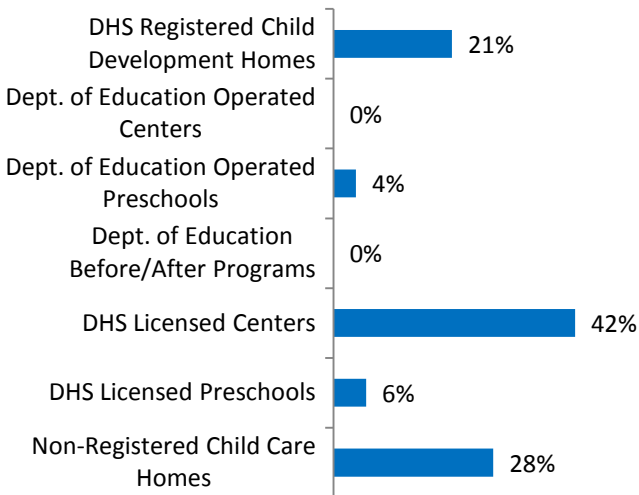 DHS Registered Child
Development Homes
21%
Dept. of Education Operated
Centers
0%
Dept. of Education Operated
Preschools
4%
Dept. of Education
Before/After Programs
0%
DHS Licensed Centers
42%
DHS Licensed Preschools
6%
Non-Registered Child Care
Homes
28%